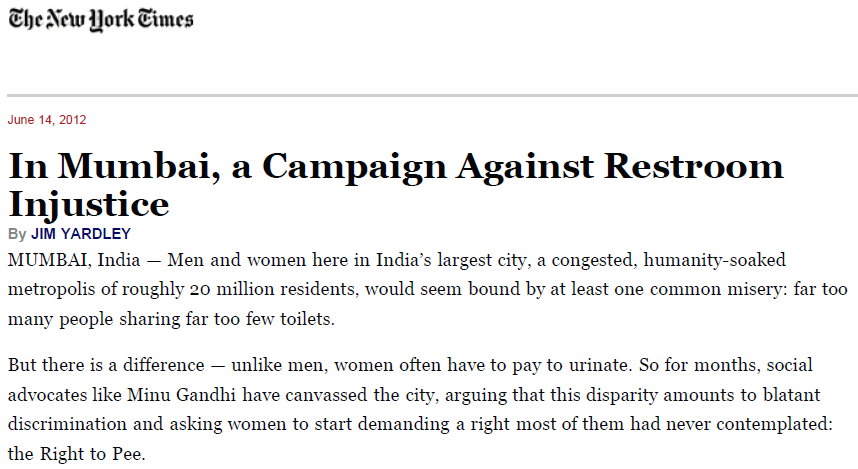 The New York Times
June 14, 2012
In Mumbai, a Campaign Against Restroom
Injustice
By JIM YARDLEY
MUMBAI, India — Men and women here in India’s largest city, a congested, humanity-soaked
metropolis of roughly 20 million residents, would seem bound by at least one common misery: far too
many people sharing far too few toilets.
But there is a difference — unlike men, women often have to pay to urinate. So for months, social
advocates like Minu Gandhi have canvassed the city, arguing that this disparity amounts to blatant
discrimination and asking women to start demanding a right most of them had never contemplated:
the Right to Pee.